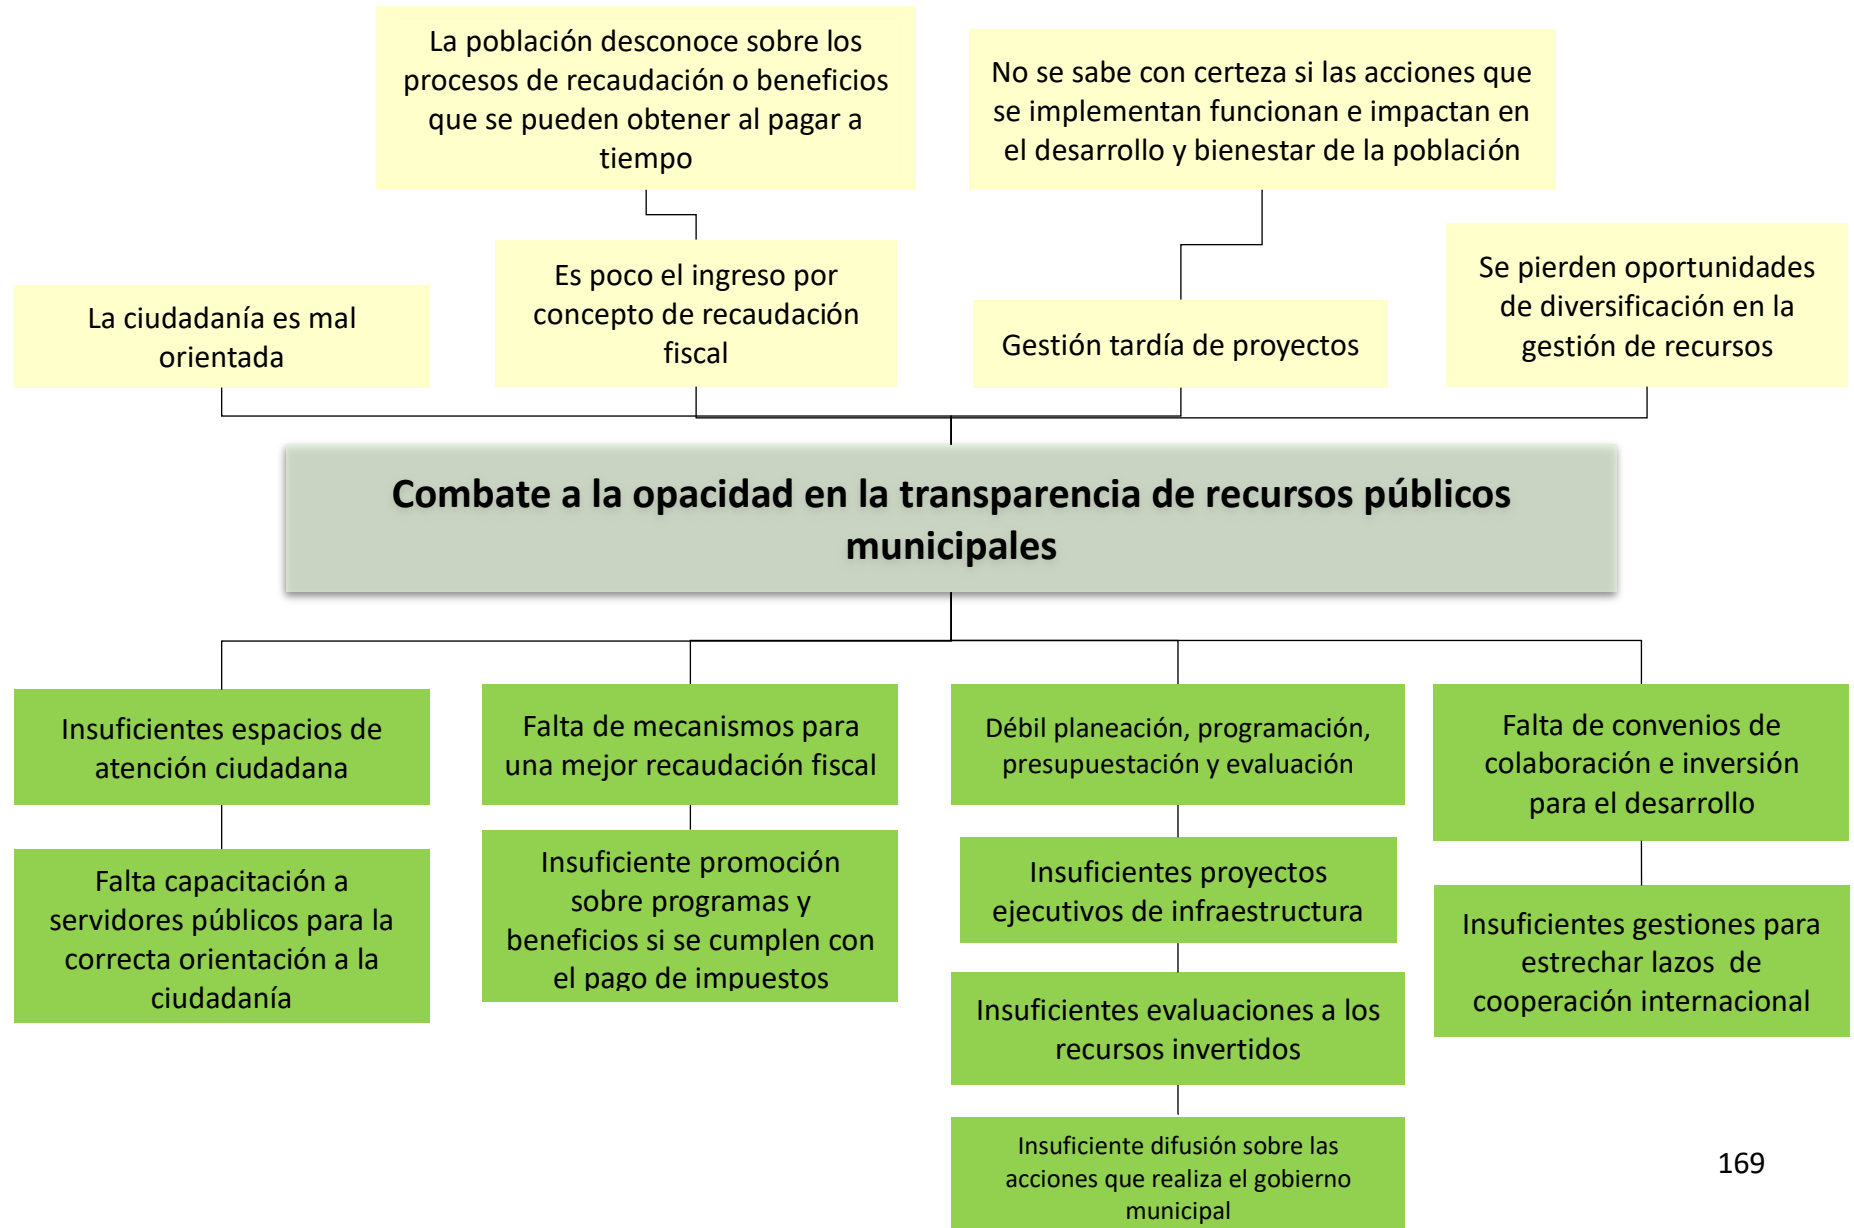 La población desconoce sobre los
procesos de recaudación o beneficios
que se pueden obtener al pagar a
tiempo
No se sabe con certeza si las acciones que
se implementan funcionan e impactan en
el desarrollo y bienestar de la población
La ciudadanía es mal
orientada
Es poco el ingreso por
concepto de recaudación
fiscal
Gestión tardía de proyectos
Se pierden oportunidades
de diversificación en la
gestión de recursos
Combate a la opacidad en la transparencia de recursos públicos
municipales
Insuficientes espacios de
atención ciudadana
Falta de mecanismos para
una mejor recaudación fiscal
Débil planeación, programación,
presupuestación y evaluación
Falta de convenios de
colaboración e inversión
para el desarrollo
Falta capacitación a
servidores públicos para la
correcta orientación a la
ciudadanía
Insuficiente promoción
sobre programas y
beneficios si se cumplen con
el pago de impuestos
Insuficientes proyectos
ejecutivos de infraestructura
Insuficientes gestiones para
estrechar lazos  de
cooperación internacional
Insuficientes evaluaciones a los
recursos invertidos
Insuficiente difusión sobre las
acciones que realiza el gobierno
municipal
169